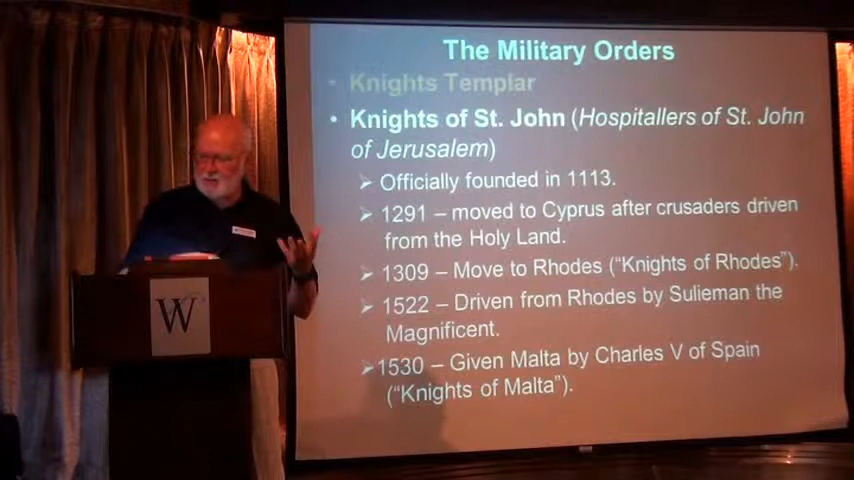 The Military Orders
• Knights Templar
• Knights of St. John (Hospitallers of St. John
of Jerusalem)
➢ Officially founded in 1113.
➢ 1291 – moved to Cyprus after crusaders driven
from the Holy Land.
➢ 1309 – Move to Rhodes (“Knights of Rhodes”).
➢ 1522 – Driven from Rhodes by Sulieman the
Magnificent.
➢ 1530 – Given Malta by Charles V of Spain
(“Knights of Malta”).
W